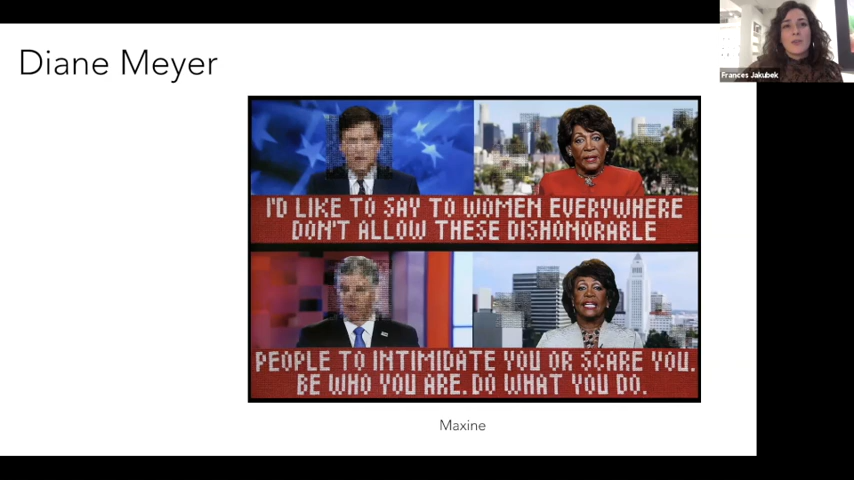 Diane Meyer
Frances Jakubek
I'D LIKE TO SAY TO WOMEN EVERYWHERE
DON'T ALLOW THESE DISHONORABLE
PEOPLE TO INTIMIDATE YOU OR SCARE YOU.
BE WHO YOU ARE. DO WHAT YOU DO.
Maxine